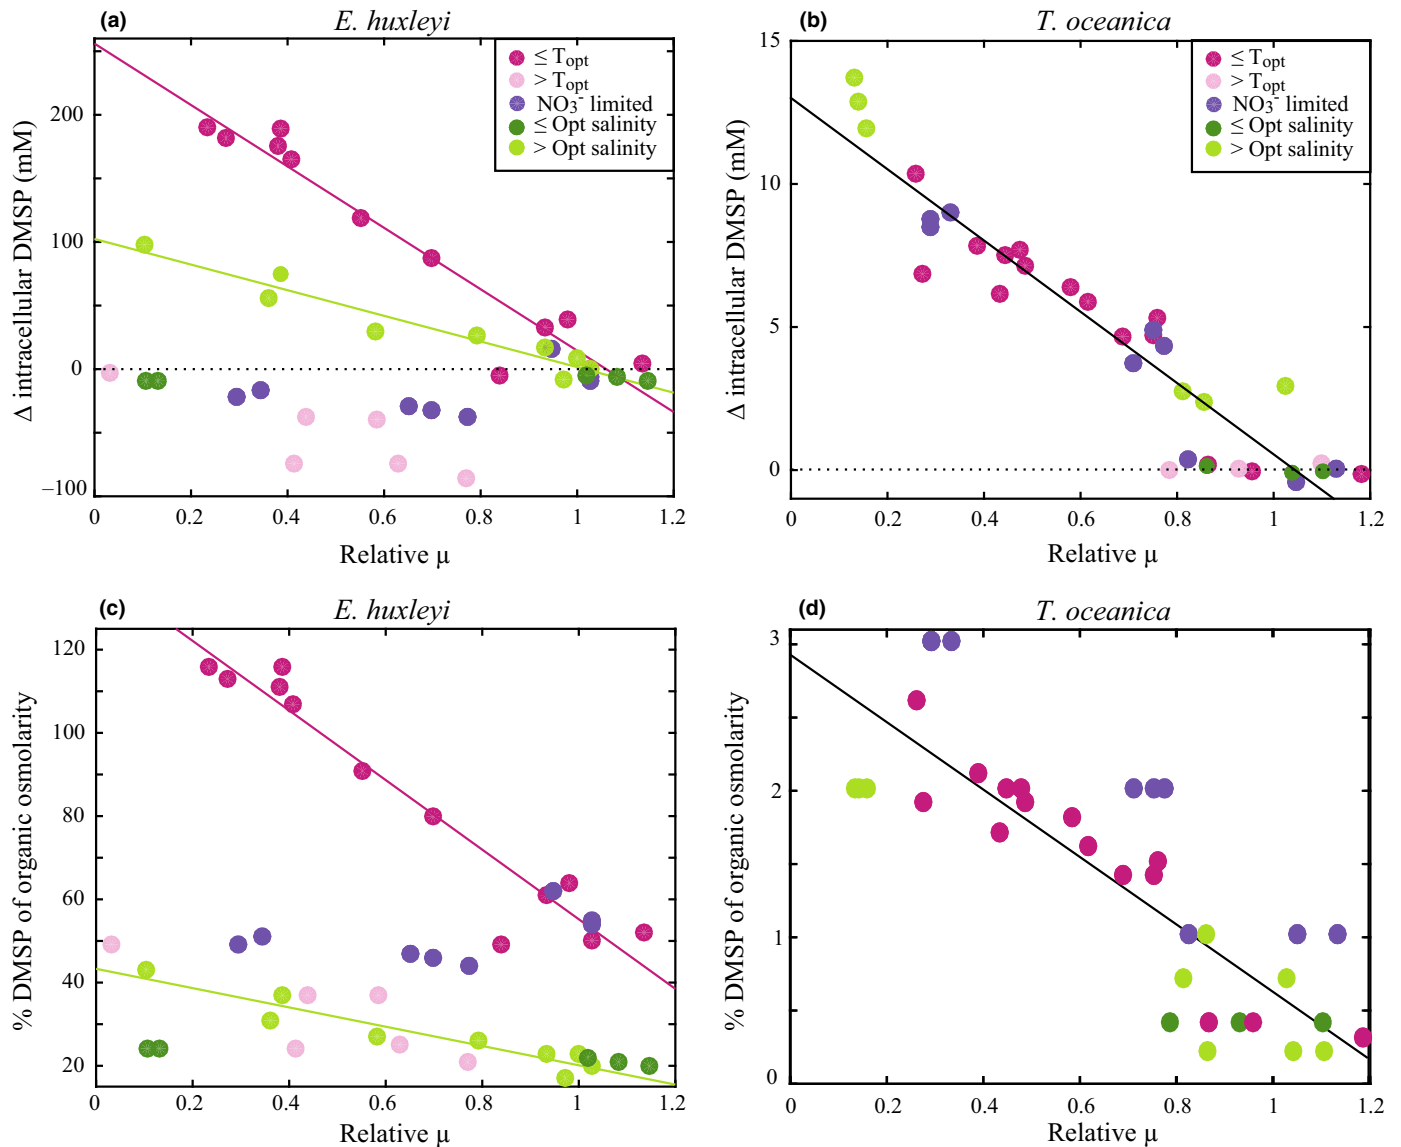 (a) E. huxleyi
≤ Topt
> Topt
NO3- limited
≤ Opt salinity
> Opt salinity
Δ intracellular DMSP (mM)
200
100
0
−100
0 0.2 0.4 0.6 0.8 1 1.2
Relative μ
(b) T. oceanica
≤ Topt
> Topt
NO3- limited
≤ Opt salinity
> Opt salinity
Δ intracellular DMSP (mM)
15
10
5
0
0 0.2 0.4 0.6 0.8 1 1.2
Relative μ
(c) E. huxleyi
% DMSP of organic osmolarity
120
100
80
60
40
20
0 0.2 0.4 0.6 0.8 1 1.2
Relative μ
(d) T. oceanica
% DMSP of organic osmolarity
3
2
1
0
0 0.2 0.4 0.6 0.8 1 1.2
Relative μ